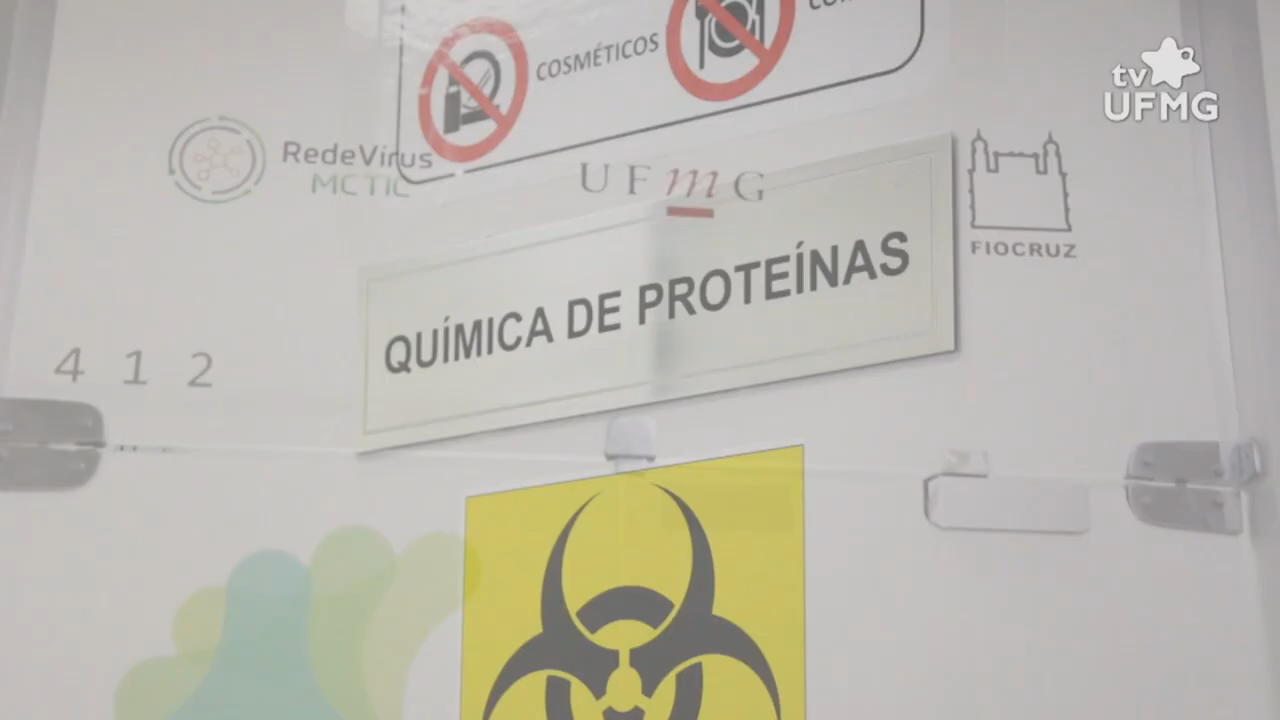 COSMÉTICOS
tv
UFMG
RedeVírus
MCTIC
UFmG
FIOCRUZ
QUÍMICA DE PROTEÍNAS
4 1 2